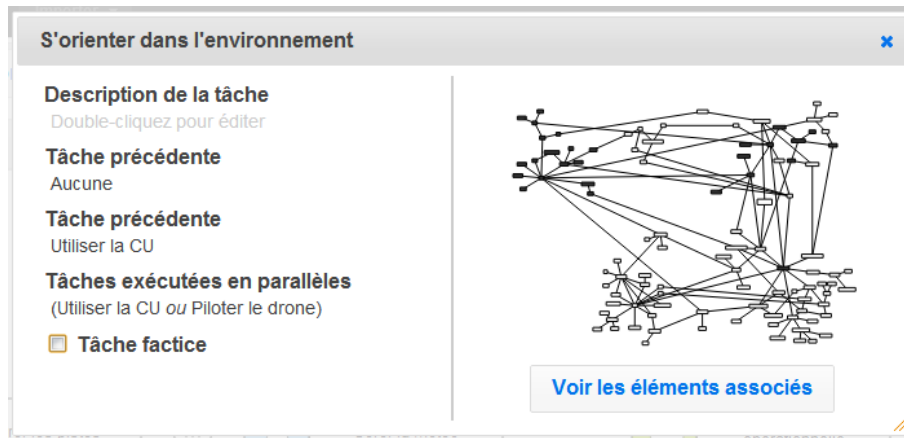 S'orienter dans l'environnement
Description de la tâche
Double-cliquez pour éditer
Tâche précédente
Aucune
Tâche précédente
Utiliser la CU
Tâches exécutées en parallèles
(Utiliser la CU ou Piloter le drone)
Tâche factice
Voir les éléments associés